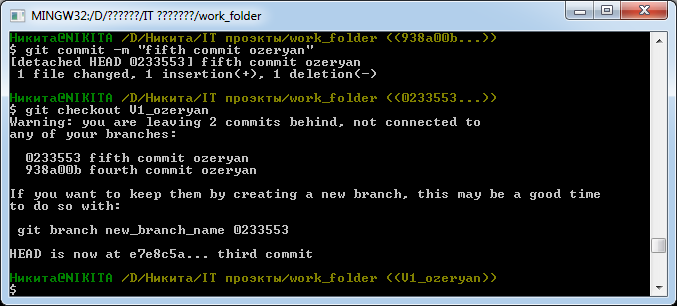 MINGW32:/D/??????/IT ???????/work_folder
Никита@NIKITA /D/Никита/IT проэкты/work_folder ((938a00b...))
$ git commit -m "fifth commit ozeryan"
[detached HEAD 0233553] fifth commit ozeryan
1 file changed, 1 insertion(+), 1 deletion(-)
Никита@NIKITA /D/Никита/IT проэкты/work_folder ((0233553...))
$ git checkout V1_ozeryan
Warning: you are leaving 2 commits behind, not connected to
any of your branches:
0233553 fifth commit ozeryan
938a00b fourth commit ozeryan
If you want to keep them by creating a new branch, this may be a good time
to do so with:
git branch new_branch_name 0233553
HEAD is now at e7e8c5a... third commit
Никита@NIKITA /D/Никита/IT проэкты/work_folder ((V1_ozeryan))
$